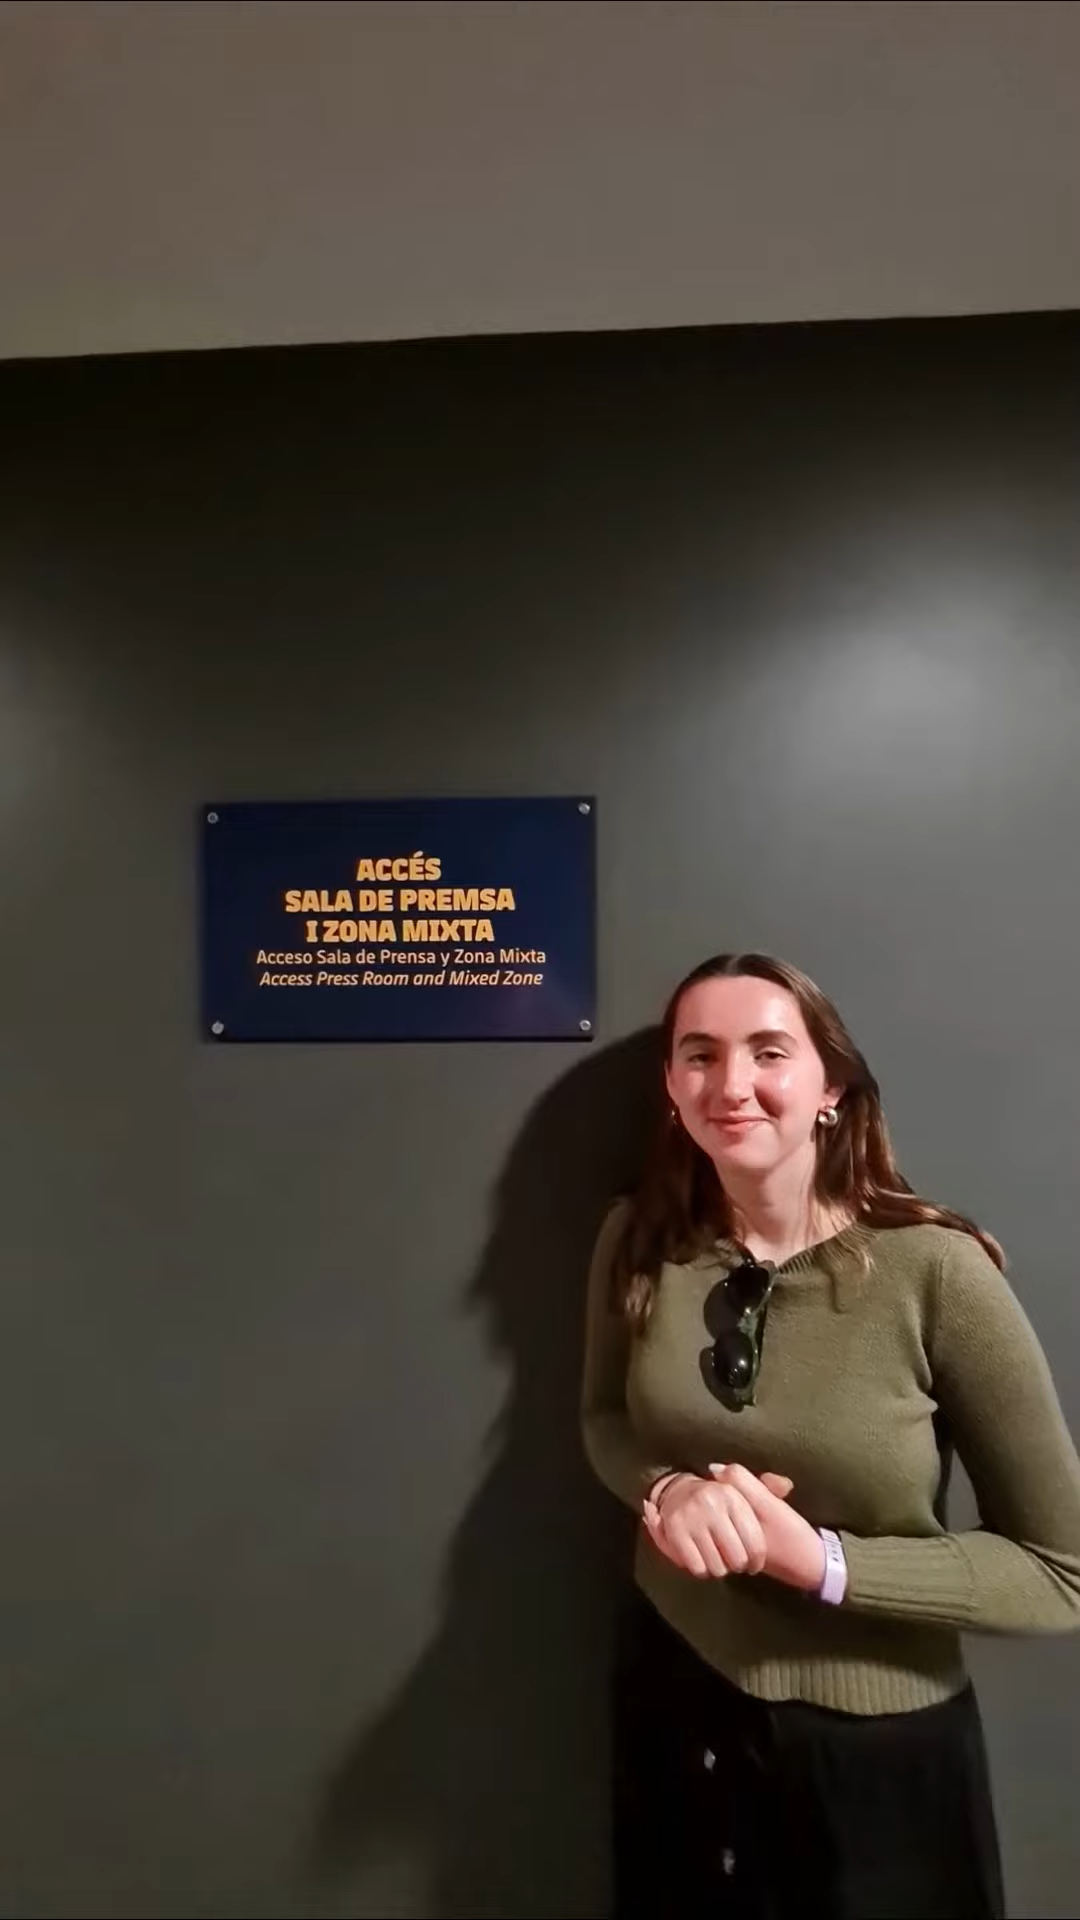 ACCÉS
SALA DE PREMSA
I ZONA MIXTA
Acceso Sala de Prensa y Zona Mixta
Access Press Room and Mixed Zone